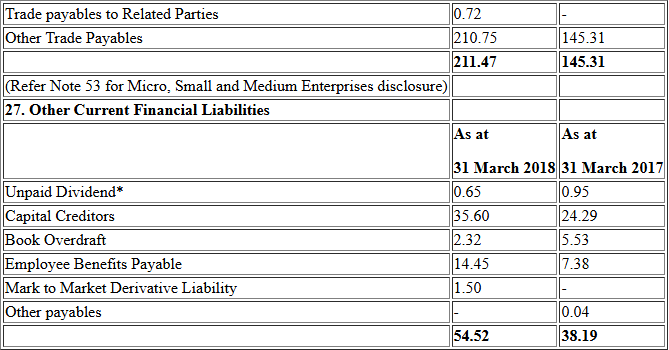 Trade payables to Related Parties 0.72 -
Other Trade Payables 210.75 145.31
211.47 145.31
(Refer Note 53 for Micro, Small and Medium Enterprises disclosure)
27. Other Current Financial Liabilities
As at As at
31 March 2018 31 March 2017
Unpaid Dividend* 0.65 0.95
Capital Creditors 35.60 24.29
Book Overdraft 2.32 5.53
Employee Benefits Payable 14.45 7.38
Mark to Market Derivative Liability 1.50 -
Other payables - 0.04
54.52 38.19